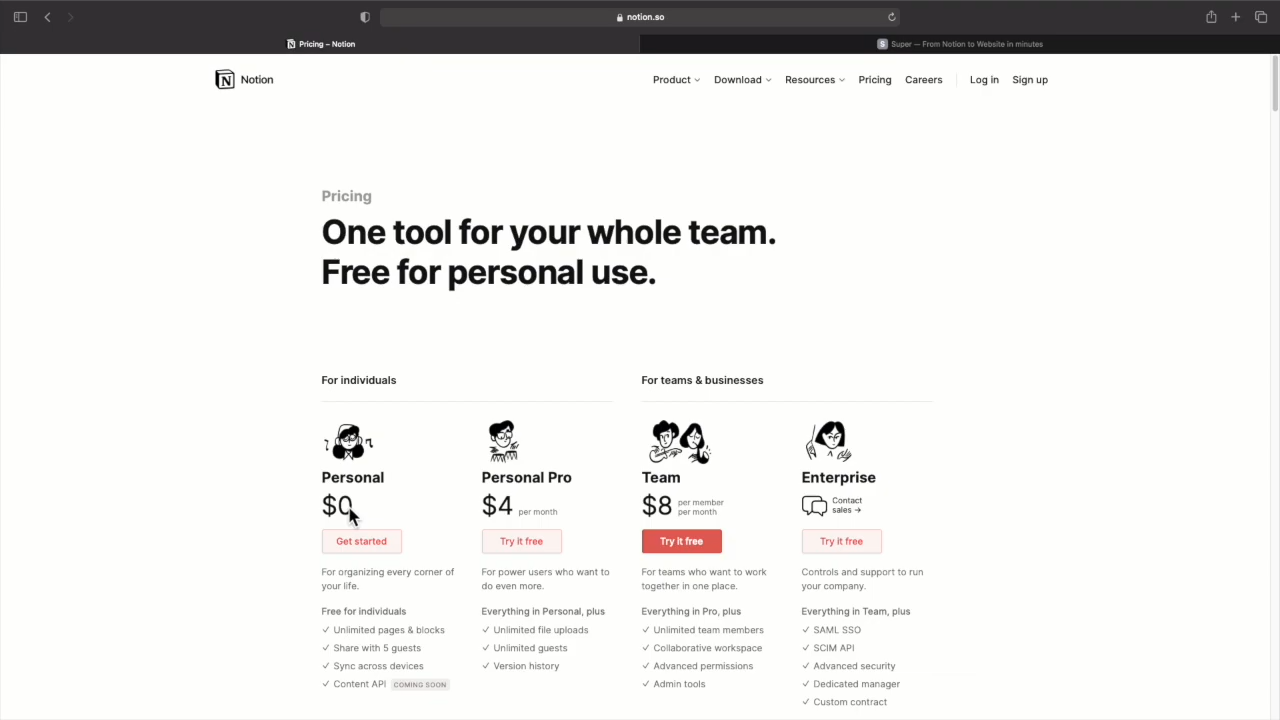 notion.so
Pricing – Notion
Super — From Notion to Website in minutes
Notion
Product
Download
Resources
Pricing
Careers
Log in
Sign up
Pricing
One tool for your whole team.
Free for personal use.
For individuals
For teams & businesses
Personal
$0
Get started
For organizing every corner of
your life.
Free for individuals
✓ Unlimited pages & blocks
✓ Share with 5 guests
✓ Sync across devices
✓ Content API COMING SOON
Personal Pro
$4 per month
Try it free
For power users who want to
do even more.
Everything in Personal, plus
✓ Unlimited file uploads
✓ Unlimited guests
✓ Version history
Team
$8 per member
per month
Try it free
For teams who want to work
together in one place.
Everything in Pro, plus
✓ Unlimited team members
✓ Collaborative workspace
✓ Advanced permissions
✓ Admin tools
Enterprise
Contact
sales →
Try it free
Controls and support to run
your company.
Everything in Team, plus
✓ SAML SSO
✓ SCIM API
✓ Advanced security
✓ Dedicated manager
✓ Custom contract